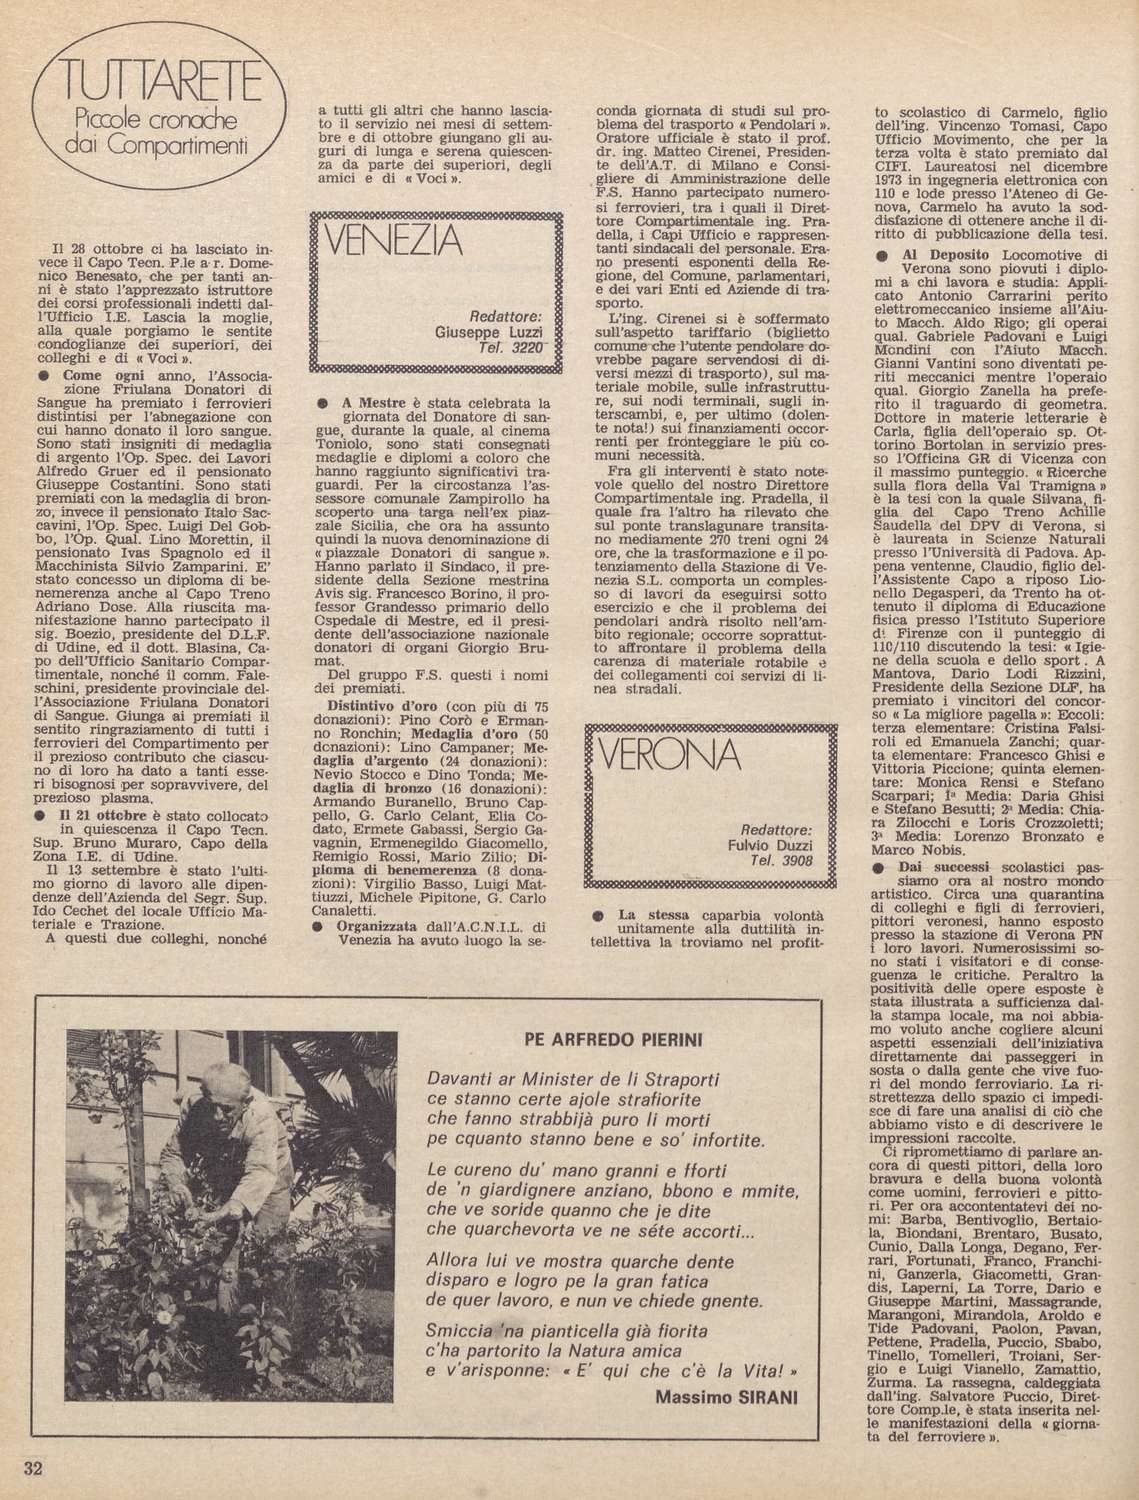 TUTTARETE
Piccole cronache
dai Compartimenti
Il 28 ottobre ci ha lasciato in-
vece il Capo Tecn. P.le a r. Dome-
nico Benesato, che per tanti an-
ni è stato l'apprezzato istruttore
dei corsi professionali indetti dal-
l'Ufficio I.E. Lascia la moglie,
alla quale porgiamo le sentite
condoglianze dei superiori, dei
colleghi e di « Voci ».
● Come ogni anno, l'Associa-
zione Friulana Donatori di
Sangue ha premiato i ferrovieri
distintisi per l'abnegazione con
cui hanno donato il loro sangue.
Sono stati insigniti di medaglia
di argento l'Op. Spec. dei Lavori
Alfredo Gruer ed il pensionato
Giuseppe Costantini. Sono stati
premiati con la medaglia di bron-
zo, invece il pensionato Italo Sac-
cavini, l'Op. Spec. Luigi Del Gob-
bo, l'Op. Qual. Lino Morettin, il
pensionato Ivas Spagnolo ed il
Macchinista Silvio Zamparini. E'
stato concesso un diploma di be-
nemerenza anche al Capo Treno
Adriano Dose. Alla riuscita ma-
nifestazione hanno partecipato il
sig. Boezio, presidente del D.L.F.
di Udine, ed il dott. Blasina, Ca-
po dell'Ufficio Sanitario Compar-
timentale, nonché il comm. Fale-
schini, presidente provinciale del-
l'Associazione Friulana Donatori
di Sangue. Giunga ai premiati il
sentito ringraziamento di tutti i
ferrovieri del Compartimento per
il prezioso contributo che ciascu-
no di loro ha dato a tanti esse-
ri bisognosi per sopravvivere, del
prezioso plasma.
● Il 21 ottobre è stato collocato
in quiescenza il Capo Tecn.
Sup. Bruno Muraro, Capo della
Zona I.E. di Udine.
Il 13 settembre è stato l'ulti-
mo giorno di lavoro alle dipen-
denze dell'Azienda del Segr. Sup.
Ido Cechet del locale Ufficio Ma-
teriale e Trazione.
A questi due colleghi, nonché
a tutti gli altri che hanno lascia-
to il servizio nei mesi di settem-
bre e di ottobre giungano gli au-
guri di lunga e serena quiescen-
za da parte dei superiori, degli
amici e di « Voci ».
VENEZIA
Redattore:
Giuseppe Luzzi
Tel. 3220
● A Mestre è stata celebrata la
giornata del Donatore di san-
gue, durante la quale, al cinema
Toniolo, sono stati consegnati
medaglie e diplomi a coloro che
hanno raggiunto significativi tra-
guardi. Per la circostanza l'as-
sessore comunale Zampirollo ha
scoperto una targa nell'ex piaz-
zale Sicilia, che ora ha assunto
quindi la nuova denominazione di
« piazzale Donatori di sangue ».
Hanno parlato il Sindaco, il pre-
sidente della Sezione mestrina
Avis sig. Francesco Borino, il pro-
fessor Grandesso primario dello
Ospedale di Mestre, ed il presi-
dente dell'associazione nazionale
donatori di organi Giorgio Bru-
mat.
Del gruppo F.S. questi i nomi
dei premiati.
Distintivo d'oro (con più di 75
donazioni): Pino Corò e Erman-
no Ronchin; Medaglia d'oro (50
donazioni): Lino Campaner; Me-
daglia d'argento (24 donazioni):
Nevio Stocco e Dino Tonda; Me-
daglia di bronzo (16 donazioni):
Armando Buranello, Bruno Cap-
pello, G. Carlo Celant, Elia Co-
dato, Ermete Gabassi, Sergio Ga-
vagnin, Ermenegildo Giacomello,
Remigio Rossi, Mario Zilio; Di-
ploma di benemerenza (8 dona-
zioni): Virgilio Basso, Luigi Mat-
tiuzzi, Michele Pipitone, G. Carlo
Canaletti.
● Organizzata dall'A.C.N.I.L. di
Venezia ha avuto luogo la se-
conda giornata di studi sul pro-
blema del trasporto « Pendolari ».
Oratore ufficiale è stato il prof.
dr. ing. Matteo Cirenei, Presiden-
te dell'A.T. di Milano e Consi-
gliere di Amministrazione delle
F.S. Hanno partecipato numero-
si ferrovieri, tra i quali il Diret-
tore Compartimentale ing. Pra-
della, i Capi Ufficio e rappresen-
tanti sindacali del personale. Era-
no presenti esponenti della Re-
gione, del Comune, parlamentari,
e dei vari Enti ed Aziende di tra-
sporto.
L'ing. Cirenei si è soffermato
sull'aspetto tariffario (biglietto
comune che l'utente pendolare do-
vrebbe pagare servendosi di di-
versi mezzi di trasporto), sul ma-
teriale mobile, sulle infrastruttu-
re, sui nodi terminali, sugli in-
terscambi, e, per ultimo (dolen-
te nota!) sui finanziamenti occor-
renti per fronteggiare le più co-
muni necessità.
Fra gli interventi è stato note-
vole quello del nostro Direttore
Compartimentale ing. Pradella, il
quale fra l'altro ha rilevato che
sul ponte translagunare transita-
no mediamente 270 treni ogni 24
ore, che la trasformazione e il po-
tenziamento della Stazione di Ve-
nezia S.L. comporta un comples-
so di lavori da eseguirsi sotto
esercizio e che il problema dei
pendolari andrà risolto nell'am-
bito regionale; occorre soprattut-
to affrontare il problema della
carenza di materiale rotabile e
dei collegamenti coi servizi di li-
nea stradali.
VERONA
Redattore:
Fulvio Duzzi
Tel. 3908
● La stessa caparbia volontà
unitamente alla duttilità in-
tellettiva la troviamo nel profit-
to scolastico di Carmelo, figlio
dell'ing. Vincenzo Tomasi, Capo
Ufficio Movimento, che per la
terza volta è stato premiato dal
CIFI. Laureatosi nel dicembre
1973 in ingegneria elettronica con
110 e lode presso l'Ateneo di Ge-
nova, Carmelo ha avuto la sod-
disfazione di ottenere anche il di-
ritto di pubblicazione della tesi.
● Al Deposito Locomotive di
Verona sono piovuti i diplo-
mi a chi lavora e studia: Appli-
cato Antonio Carrarini perito
elettromeccanico insieme all'Aiu-
to Macch. Aldo Rigo; gli operai
qual. Gabriele Padovani e Luigi
Mondini con l'Aiuto Macch.
Gianni Vantini sono diventati pe-
riti meccanici mentre l'operaio
qual. Giorgio Zanella ha prefe-
rito il traguardo di geometra.
Dottore in materie letterarie è
Carla, figlia dell'operaio sp. Ot-
torino Bortolan in servizio pres-
so l'Officina GR di Vicenza con
il massimo punteggio. « Ricerche
sulla flora della Val Tramigna »
è la tesi con la quale Silvana, fi-
glia del Capo Treno Achille
Saudella del DPV di Verona, si
è laureata in Scienze Naturali
presso l'Università di Padova. Ap-
pena ventenne, Claudio, figlio del-
l'Assistente Capo a riposo Lio-
nello Degasperi, da Trento ha ot-
tenuto il diploma di Educazione
fisica presso l'Istituto Superiore
di Firenze con il punteggio di
110/110 discutendo la tesi: « Igie-
ne della scuola e dello sport . A
Mantova, Dario Lodi Rizzini,
Presidente della Sezione DLF, ha
premiato i vincitori del concor-
so « La migliore pagella »: Eccoli:
terza elementare: Cristina Falsi-
roli ed Emanuela Zanchi; quar-
ta elementare: Francesco Ghisi e
Vittoria Piccione; quinta elemen-
tare: Monica Rensi e Stefano
Scarpari; 1ª Media: Daria Ghisi
e Stefano Besutti; 2ª Media: Chia-
ra Zilocchi e Loris Crozzoletti;
3ª Media: Lorenzo Bronzato e
Marco Nobis.
● Dai successi scolastici pas-
siamo ora al nostro mondo
artistico. Circa una quarantina
di colleghi e figli di ferrovieri,
pittori veronesi, hanno esposto
presso la stazione di Verona PN
i loro lavori. Numerosissimi so-
no stati i visitatori e di conse-
guenza le critiche. Peraltro la
positività delle opere esposte è
stata illustrata a sufficienza dal-
la stampa locale, ma noi abbia-
mo voluto anche cogliere alcuni
aspetti essenziali dell'iniziativa
direttamente dai passeggeri in
sosta o dalla gente che vive fuo-
ri del mondo ferroviario. La ri-
strettezza dello spazio ci impedi-
sce di fare una analisi di ciò che
abbiamo visto e di descrivere le
impressioni raccolte.
Ci ripromettiamo di parlare an-
cora di questi pittori, della loro
bravura e della buona volontà
come uomini, ferrovieri e pitto-
ri. Per ora accontentatevi dei no-
mi: Barba, Bentivoglio, Bertaio-
la, Biondani, Brentaro, Busato,
Cunio, Dalla Longa, Degano, Fer-
rari, Fortunati, Franco, Franchi-
ni, Ganzerla, Giacometti, Gran-
dis, Laperni, La Torre, Dario e
Giuseppe Martini, Massagrande,
Marangoni, Mirandola, Aroldo e
Tide Padovani, Paolon, Pavan,
Pettene, Pradella, Puccio, Sbabo,
Tinello, Tomelleri, Troiani, Ser-
gio e Luigi Vianello, Zamattio,
Zurma. La rassegna, caldeggiata
dall'ing. Salvatore Puccio, Diret-
tore Comp.le, è stata inserita nel-
le manifestazioni della « giorna-
ta del ferroviere ».
PE ARFREDO PIERINI
Davanti ar Minister de li Straporti
ce stanno certe ajole strafiorite
che fanno strabbijà puro li morti
pe cquanto stanno bene e so' infortite.
Le cureno du' mano granni e fforti
de 'n giardignere anziano, bbono e mmite,
che ve soride quanno che je dite
che quarchevorta ve ne séte accorti...
Allora lui ve mostra quarche dente
disparo e logro pe la gran fatica
de quer lavoro, e nun ve chiede gnente.
Smiccia 'na pianticella già fiorita
c'ha partorito la Natura amica
e v'arisponne: « E' qui che c'è la Vita! »
Massimo SIRANI
32